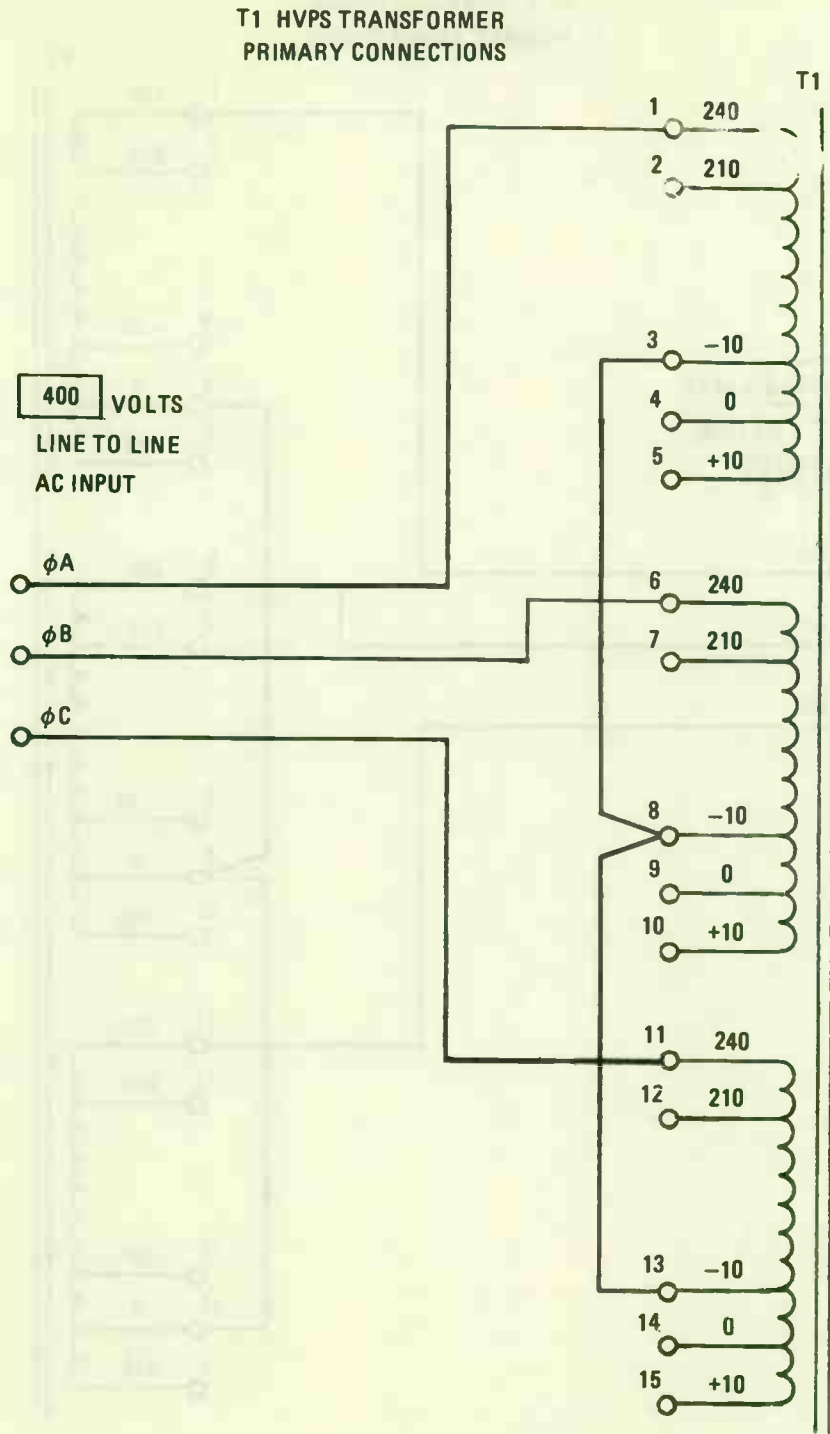 T1 HVPS TRANSFORMER
PRIMARY CONNECTIONS
T1
1 240
2 210
3 −10
4 0
5 +10
400 VOLTS
LINE TO LINE
AC INPUT
ϕA
ϕB
ϕC
6 240
7 210
8 −10
9 0
10 +10
11 240
12 210
13 −10
14 0
15 +10